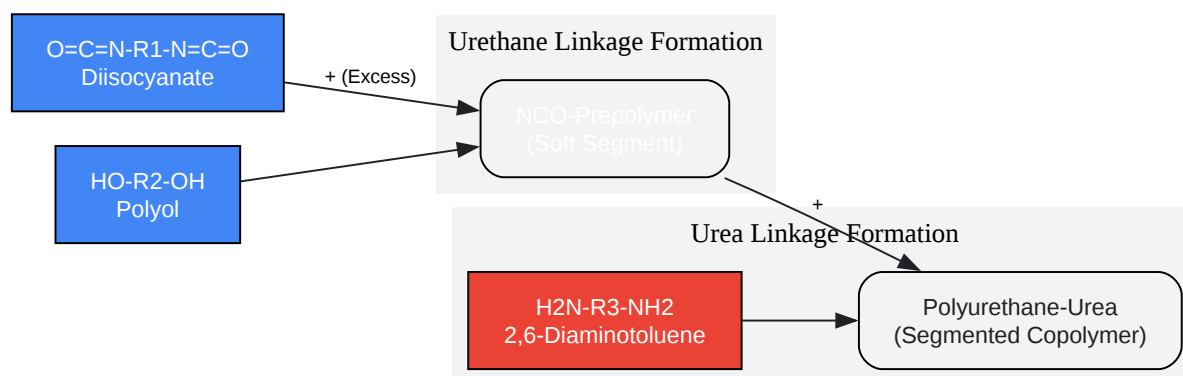 O=C=N-R1-N=C=O
Diisocyanate
+ (Excess)
HO-R2-OH
Polyol
Urethane Linkage Formation
NCO-Prepolymer
(Soft Segment)
+
Urea Linkage Formation
H2N-R3-NH2
2,6-Diaminotoluene
Polyurethane-Urea
(Segmented Copolymer)